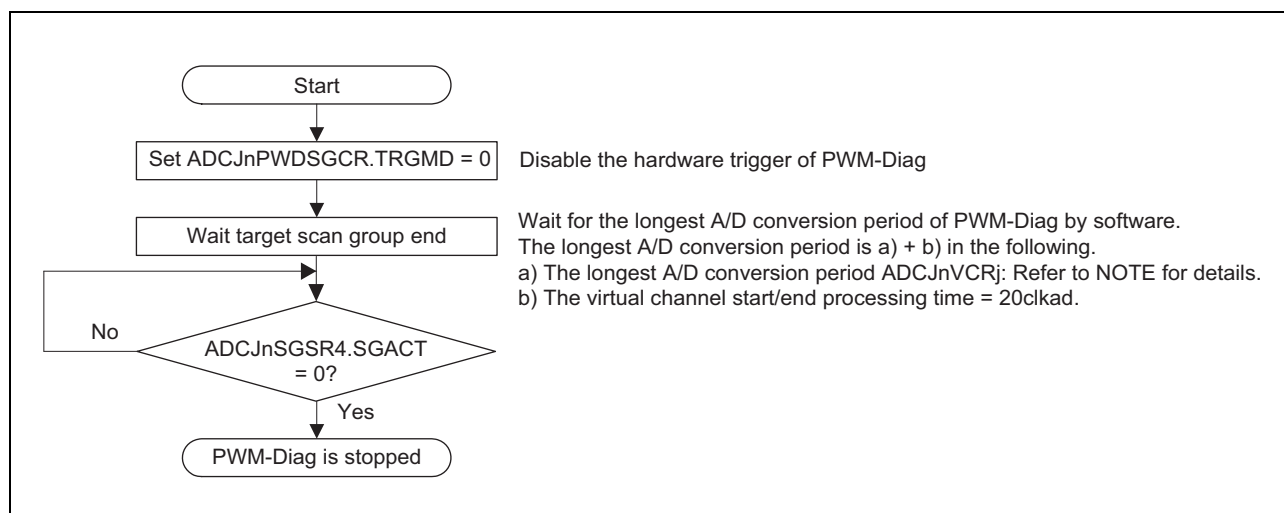 Start
Set ADCJnPWDSGCR.TRGMD = 0
Disable the hardware trigger of PWM-Diag
Wait target scan group end
Wait for the longest A/D conversion period of PWM-Diag by software.
The longest A/D conversion period is a) + b) in the following.
a) The longest A/D conversion period ADCJnVCRj: Refer to NOTE for details.
b) The virtual channel start/end processing time = 20clkad.
No
ADCJnSGSR4.SGACT
= 0?
Yes
PWM-Diag is stopped